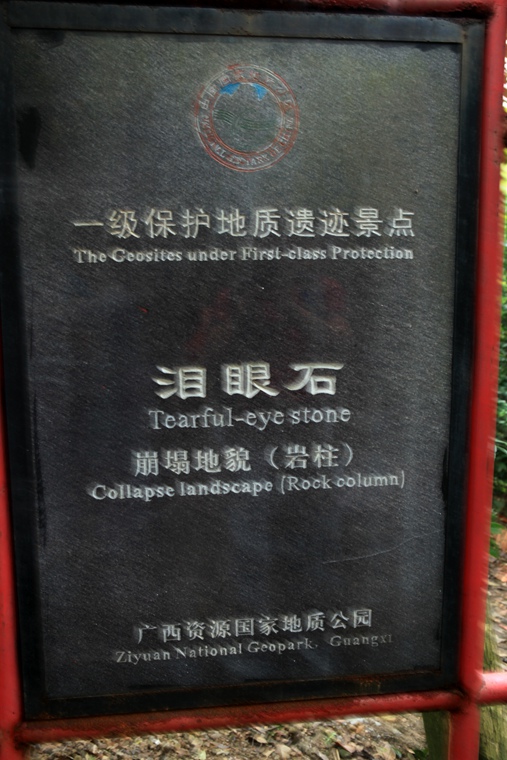 一级保护地质遗迹景点
The Geosites under First-class Protection
泪眼石
Tearful-eye stone
崩塌地貌（岩柱）
Collapse landscape (Rock column)
广西资源国家地质公园
Ziyuan National Geopark, Guangxi